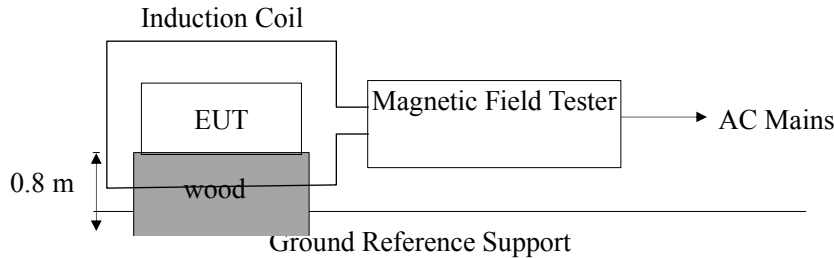 Induction Coil
Magnetic Field Tester
EUT
AC Mains
0.8 m
wood
Ground Reference Support